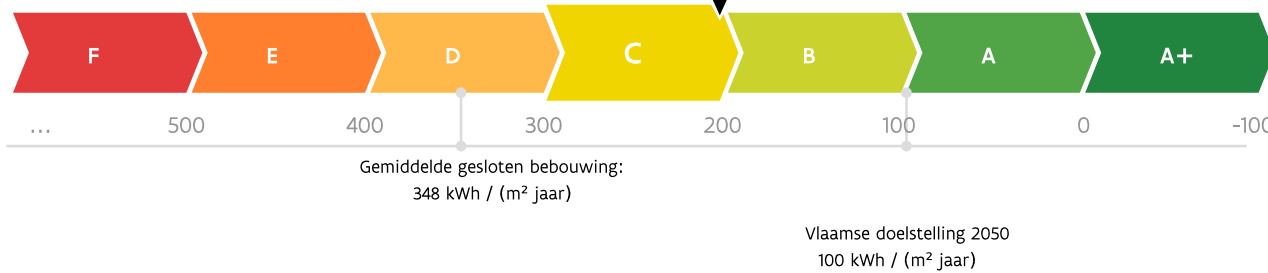 F E D C B A A+
... 500 400 300 200 100 0 -100
Gemiddelde gesloten bebouwing:
348 kWh / (m² jaar)
Vlaamse doelstelling 2050
100 kWh / (m² jaar)